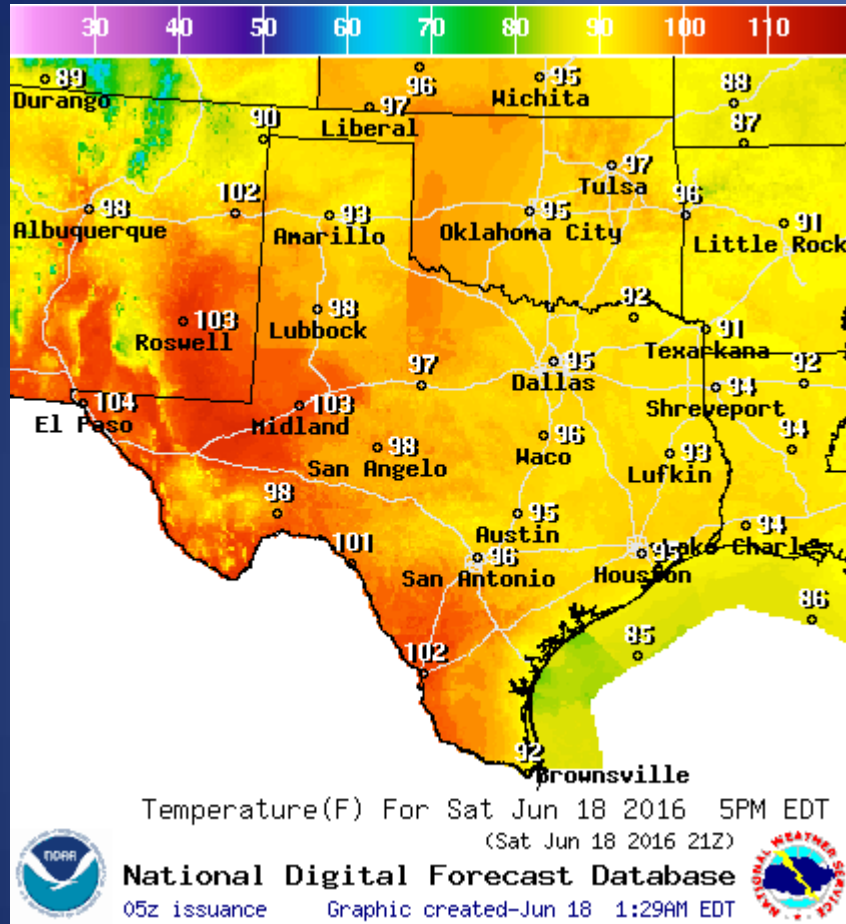 30 40 50 60 70 80 90 100 110
89 96 95
Durango Wichita 88
97
Liberal
90 87
97
Tulsa
98 102 93 95 96 91
Albuquerque Amarillo Oklahoma City Little Rock
98 92
103 Lubbock 91
Roswell Texarkana
95
97 Dallas 92
94
104 103 Shreveport
El Paso Midland
98 96 93 94
San Angelo Waco Lufkin
98 95 94
Austin Lake Charles
101 96 95
San Antonio Houston
86
102 85
92
Brownsville
Temperature(F) For Sat Jun 18 2016 5PM EDT
(Sat Jun 18 2016 21Z)
National Digital Forecast Database
05z issuance Graphic created-Jun 18 1:29AM EDT
NOAA
NATIONAL WEATHER SERVICE